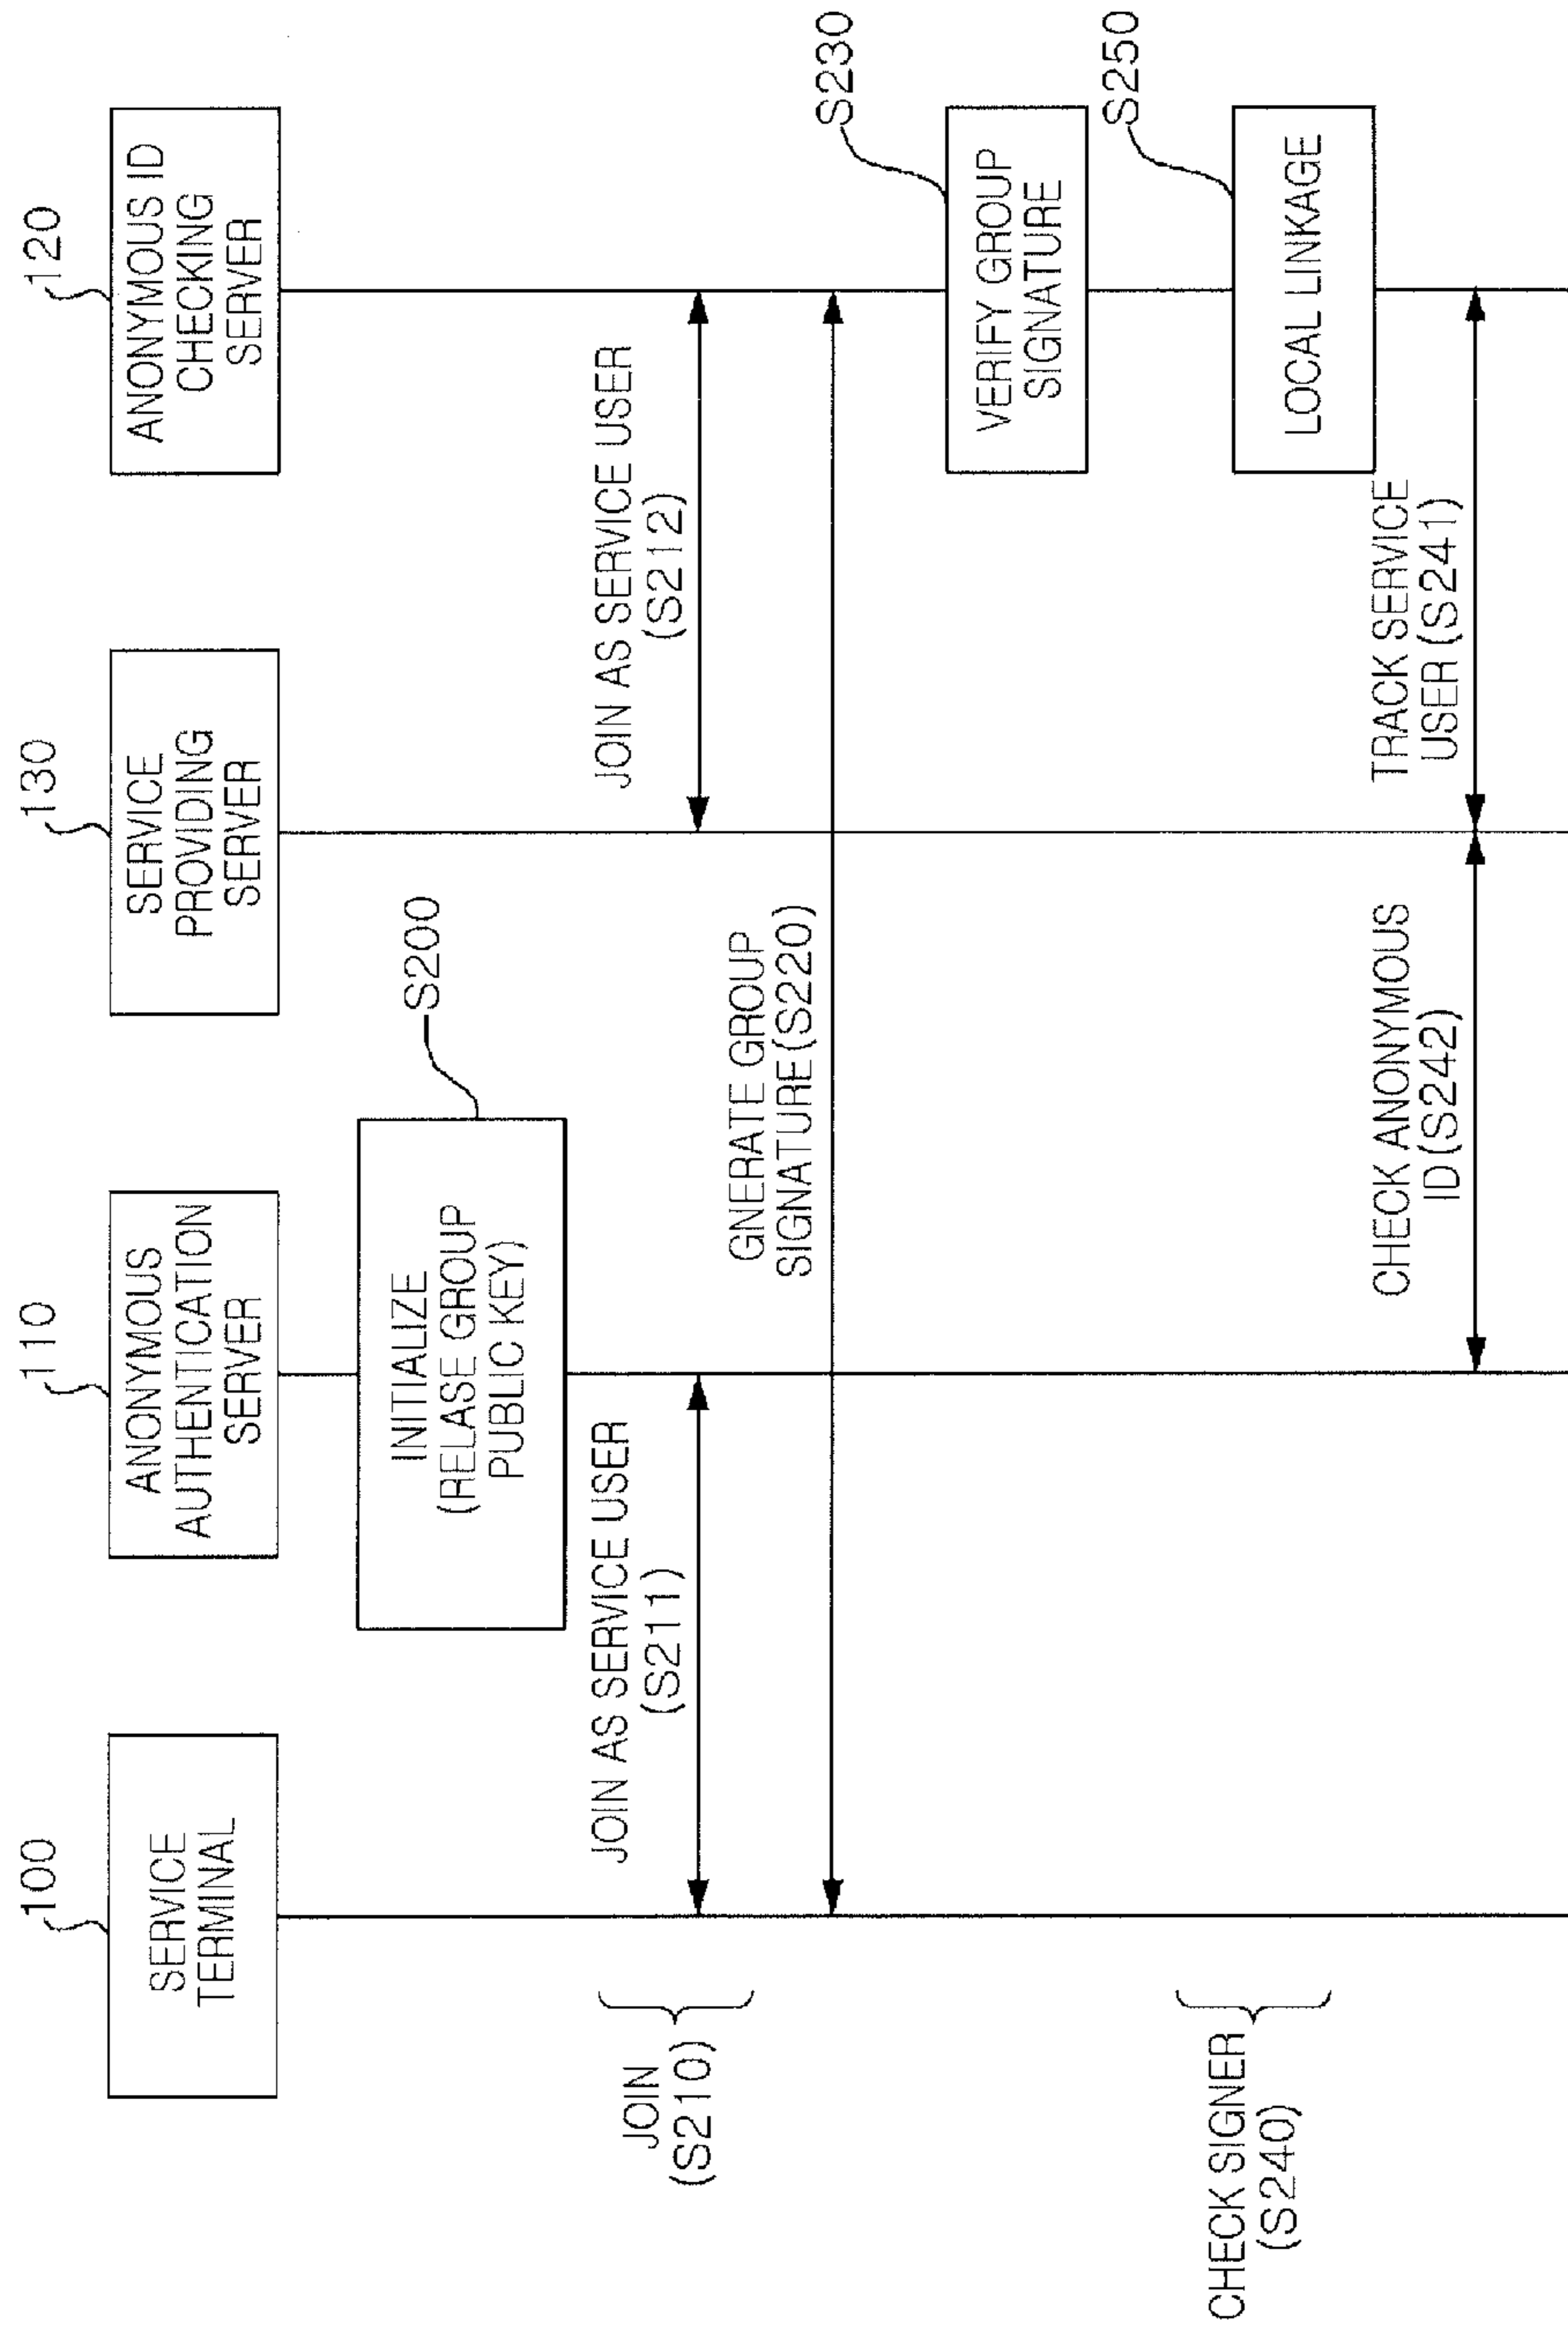 100
SERVICE
TERMINAL
110
ANONYMOUS
AUTHENTICATION
SERVER
130
SERVICE
PROVIDING
SERVER
120
ANONYMOUS ID
CHECKING
SERVER
INITIALIZE
(RELASE GROUP
PUBLIC KEY)
S200
JOIN
(S210)
JOIN AS SERVICE USER
(S211)
JOIN AS SERVICE USER
(S212)
GNERATE GROUP
SIGNATURE(S220)
VERIFY GROUP
SIGNATURE
S230
CHECK SIGNER
(S240)
LOCAL LINKAGE
S250
CHECK ANONYMOUS
ID(S242)
TRACK SERVICE
USER(S241)